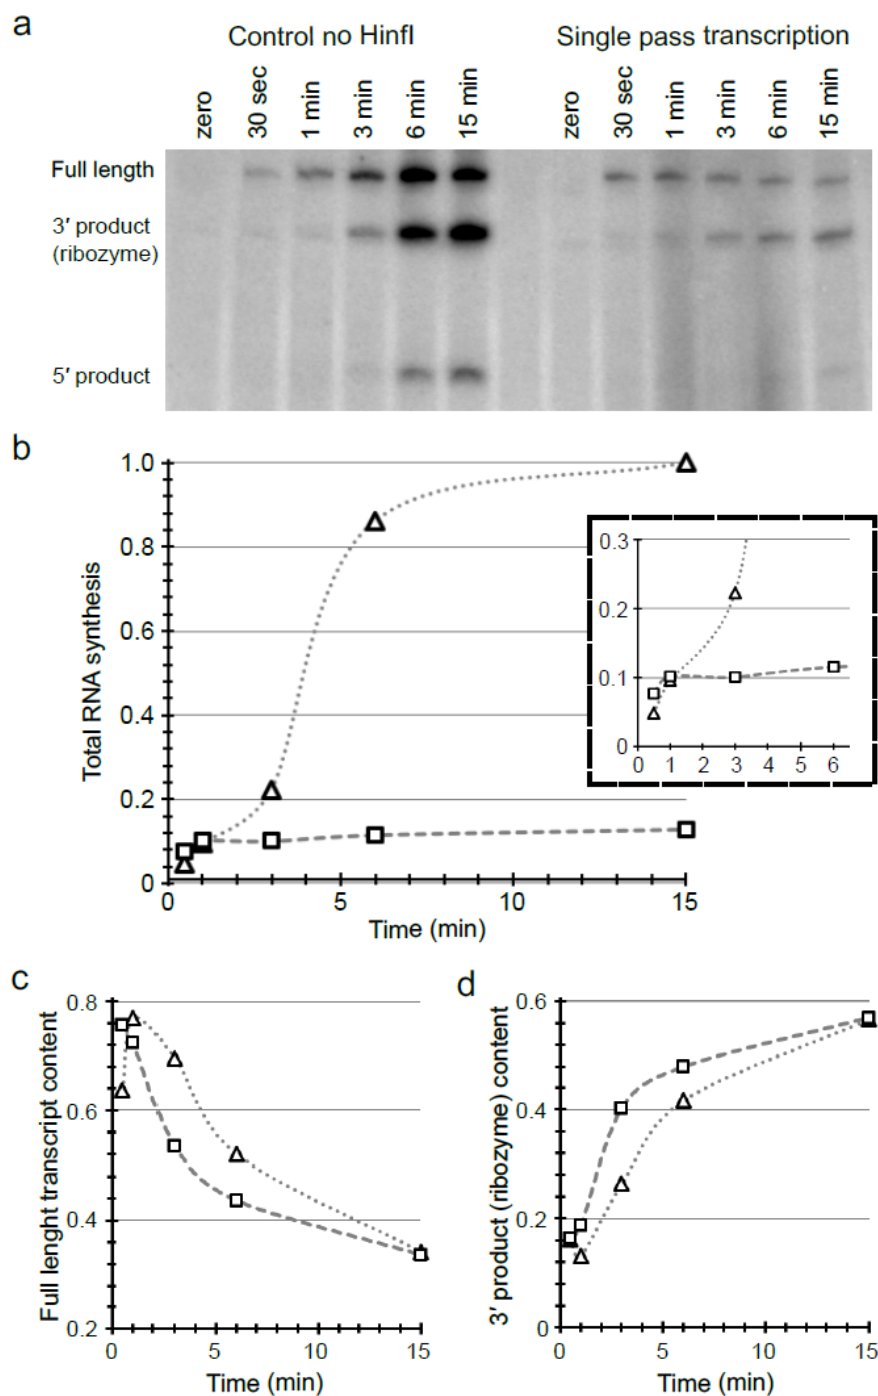 a
Control no HinfI
Single pass transcription
zero
30 sec
1 min
3 min
6 min
15 min
zero
30 sec
1 min
3 min
6 min
15 min
Full length
3′ product
(ribozyme)
5′ product
b
Total RNA synthesis
1.0
0.8
0.6
0.4
0.2
0
0 5 10 15
Time (min)
0.3
0.2
0.1
0
0 1 2 3 4 5 6
c
Full lenght transcript content
0.8
0.6
0.4
0.2
0 5 10 15
Time (min)
d
3′ product (ribozyme) content
0.6
0.4
0.2
0
0 5 10 15
Time (min)